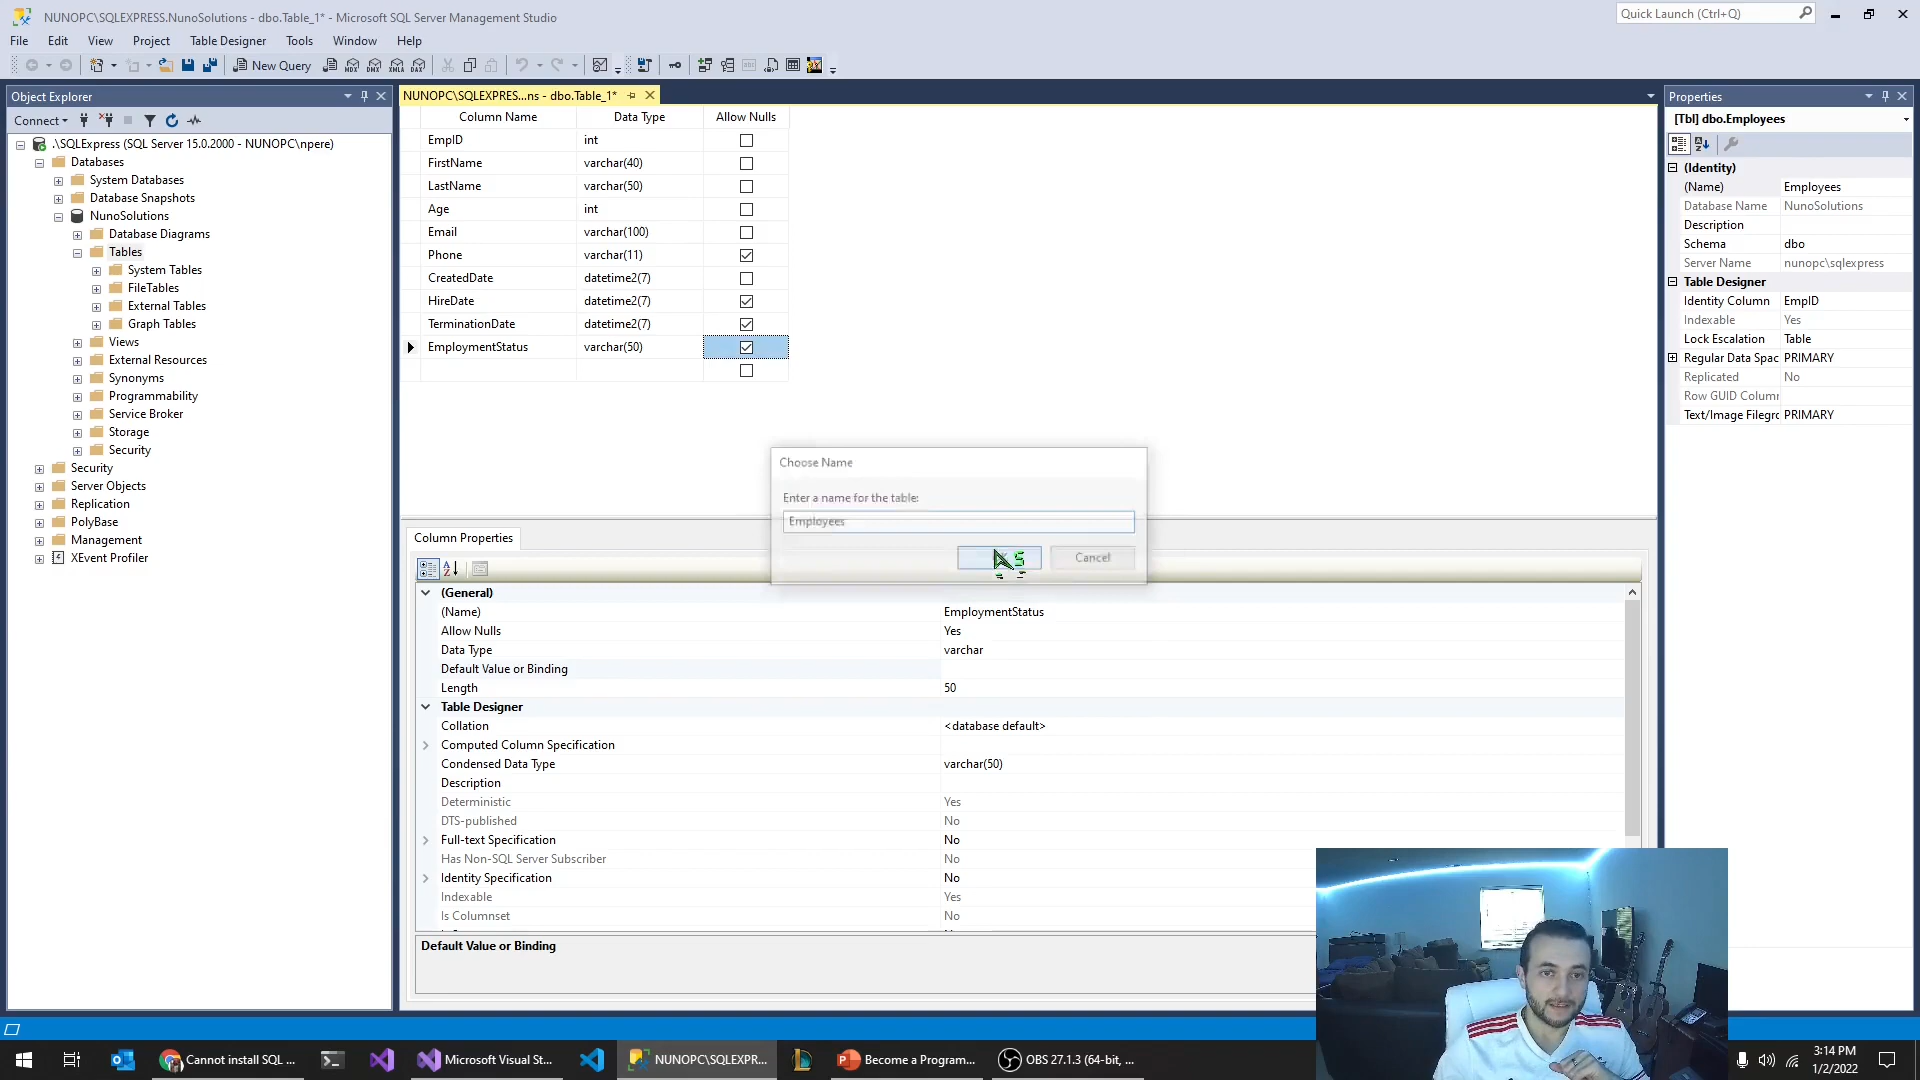 NUNOPC\SQLEXPRESS.NunoSolutions - dbo.Table_1* - Microsoft SQL Server Management Studio
Quick Launch (Ctrl+Q)
File Edit View Project Table Designer Tools Window Help
New Query
Object Explorer
Connect
.\SQLExpress (SQL Server 15.0.2000 - NUNOPC\npere)
Databases
System Databases
Database Snapshots
NunoSolutions
Database Diagrams
Tables
System Tables
FileTables
External Tables
Graph Tables
Views
External Resources
Synonyms
Programmability
Service Broker
Storage
Security
Security
Server Objects
Replication
PolyBase
Management
XEvent Profiler
NUNOPC\SQLEXPRES...ns - dbo.Table_1*
Column Name Data Type Allow Nulls
EmpID int
FirstName varchar(40)
LastName varchar(50)
Age int
Email varchar(100)
Phone varchar(11)
CreatedDate datetime2(7)
HireDate datetime2(7)
TerminationDate datetime2(7)
EmploymentStatus varchar(50)
Choose Name
Enter a name for the table:
Employees
Cancel
Column Properties
(General)
(Name) EmploymentStatus
Allow Nulls Yes
Data Type varchar
Default Value or Binding
Length 50
Table Designer
Collation <database default>
Computed Column Specification
Condensed Data Type varchar(50)
Description
Deterministic Yes
DTS-published No
Full-text Specification No
Has Non-SQL Server Subscriber No
Identity Specification No
Indexable Yes
Is Columnset No
Default Value or Binding
Properties
[Tbl] dbo.Employees
(Identity)
(Name) Employees
Database Name NunoSolutions
Description
Schema dbo
Server Name nunopc\sqlexpress
Table Designer
Identity Column EmpID
Indexable Yes
Lock Escalation Table
Regular Data Spac PRIMARY
Replicated No
Row GUID Colum
Text/Image Filegro PRIMARY
Cannot install SQL ...
Microsoft Visual St...
NUNOPC\SQLEXPR...
Become a Program...
OBS 27.1.3 (64-bit, ...
3:14 PM
1/2/2022